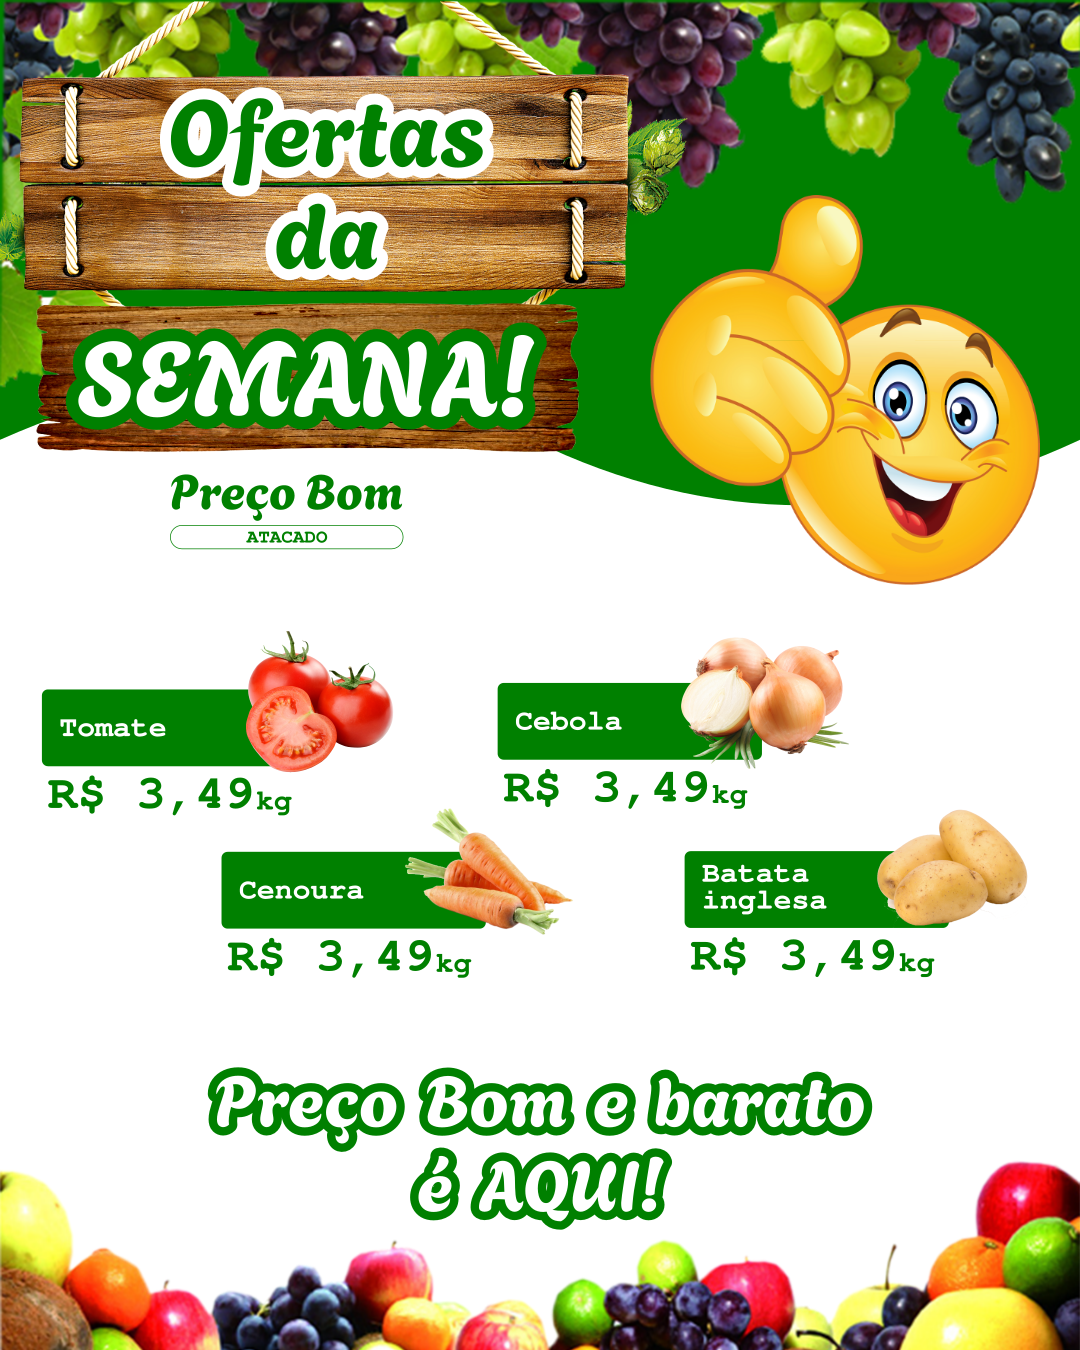 Ofertas
da
SEMANA!
Preço Bom
ATACADO
Tomate
R$ 3,49kg
Cebola
R$ 3,49kg
Cenoura
R$ 3,49kg
Batata
inglesa
R$ 3,49kg
Preço Bom e barato
é AQUI!